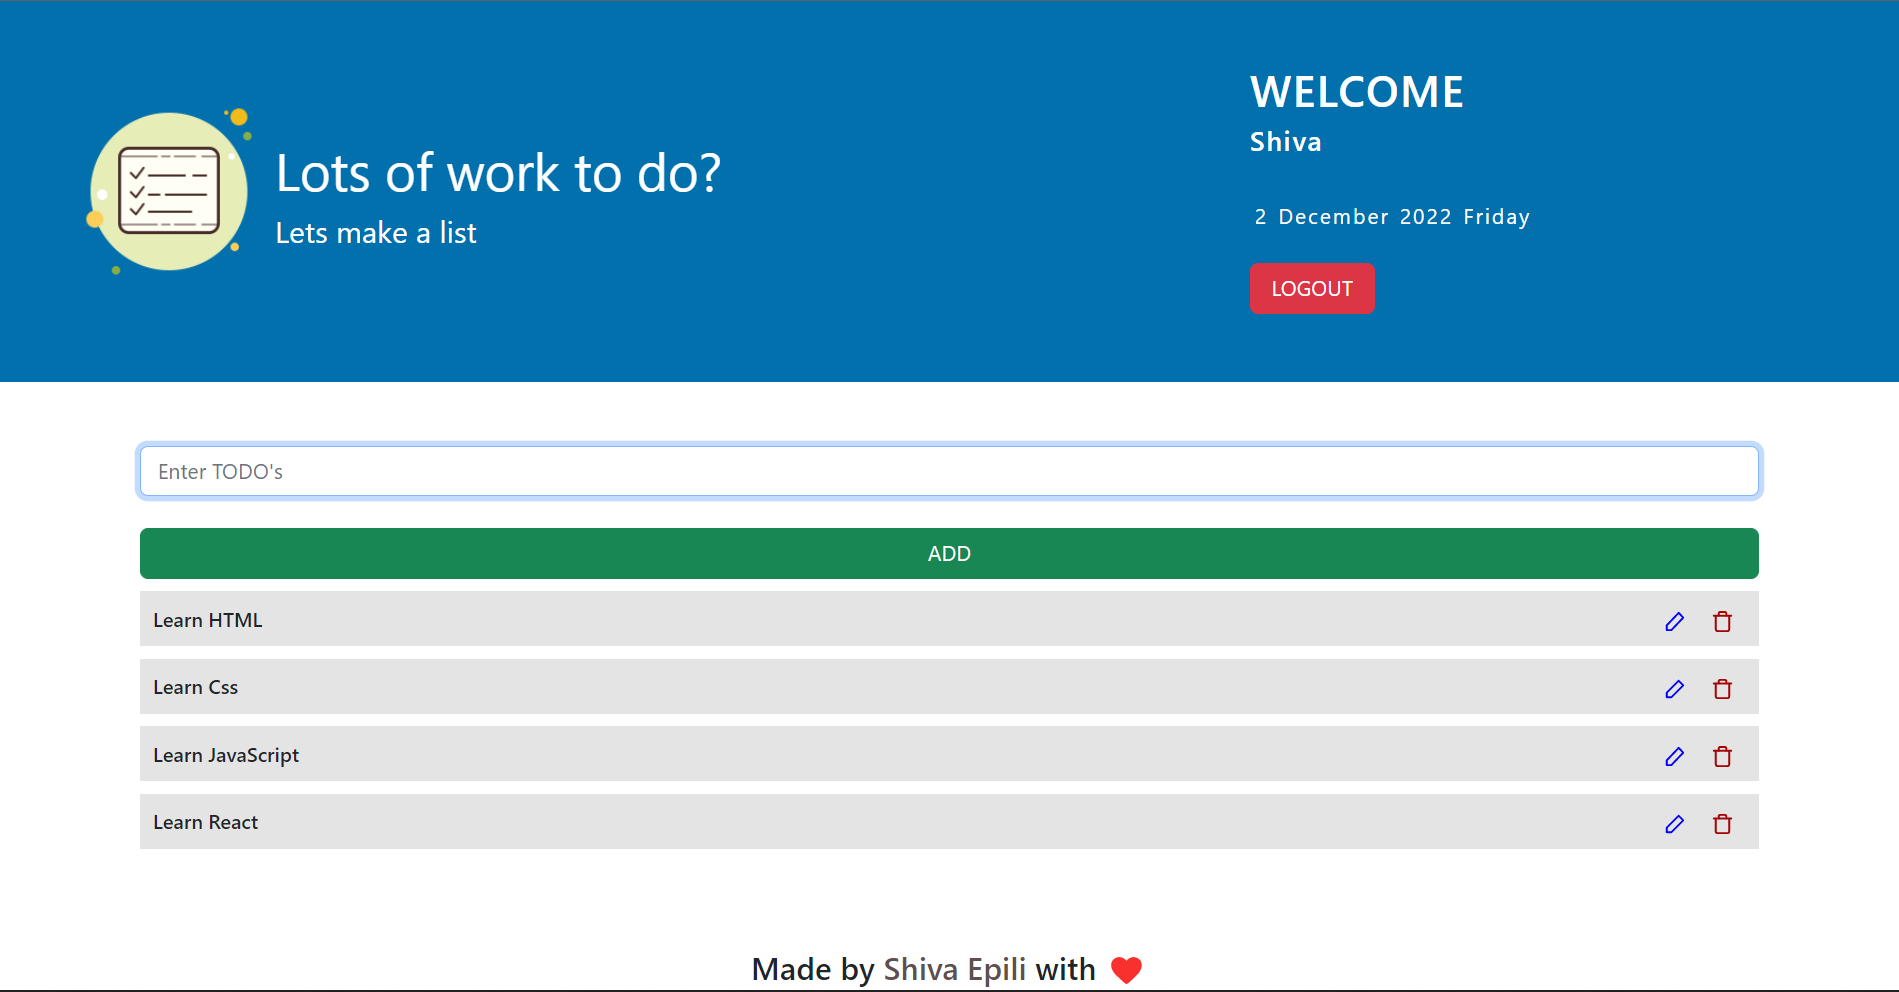 Lots of work to do?
Lets make a list
WELCOME
Shiva
2 December 2022 Friday
LOGOUT
Enter TODO's
ADD
Learn HTML
Learn Css
Learn JavaScript
Learn React
Made by Shiva Epili with